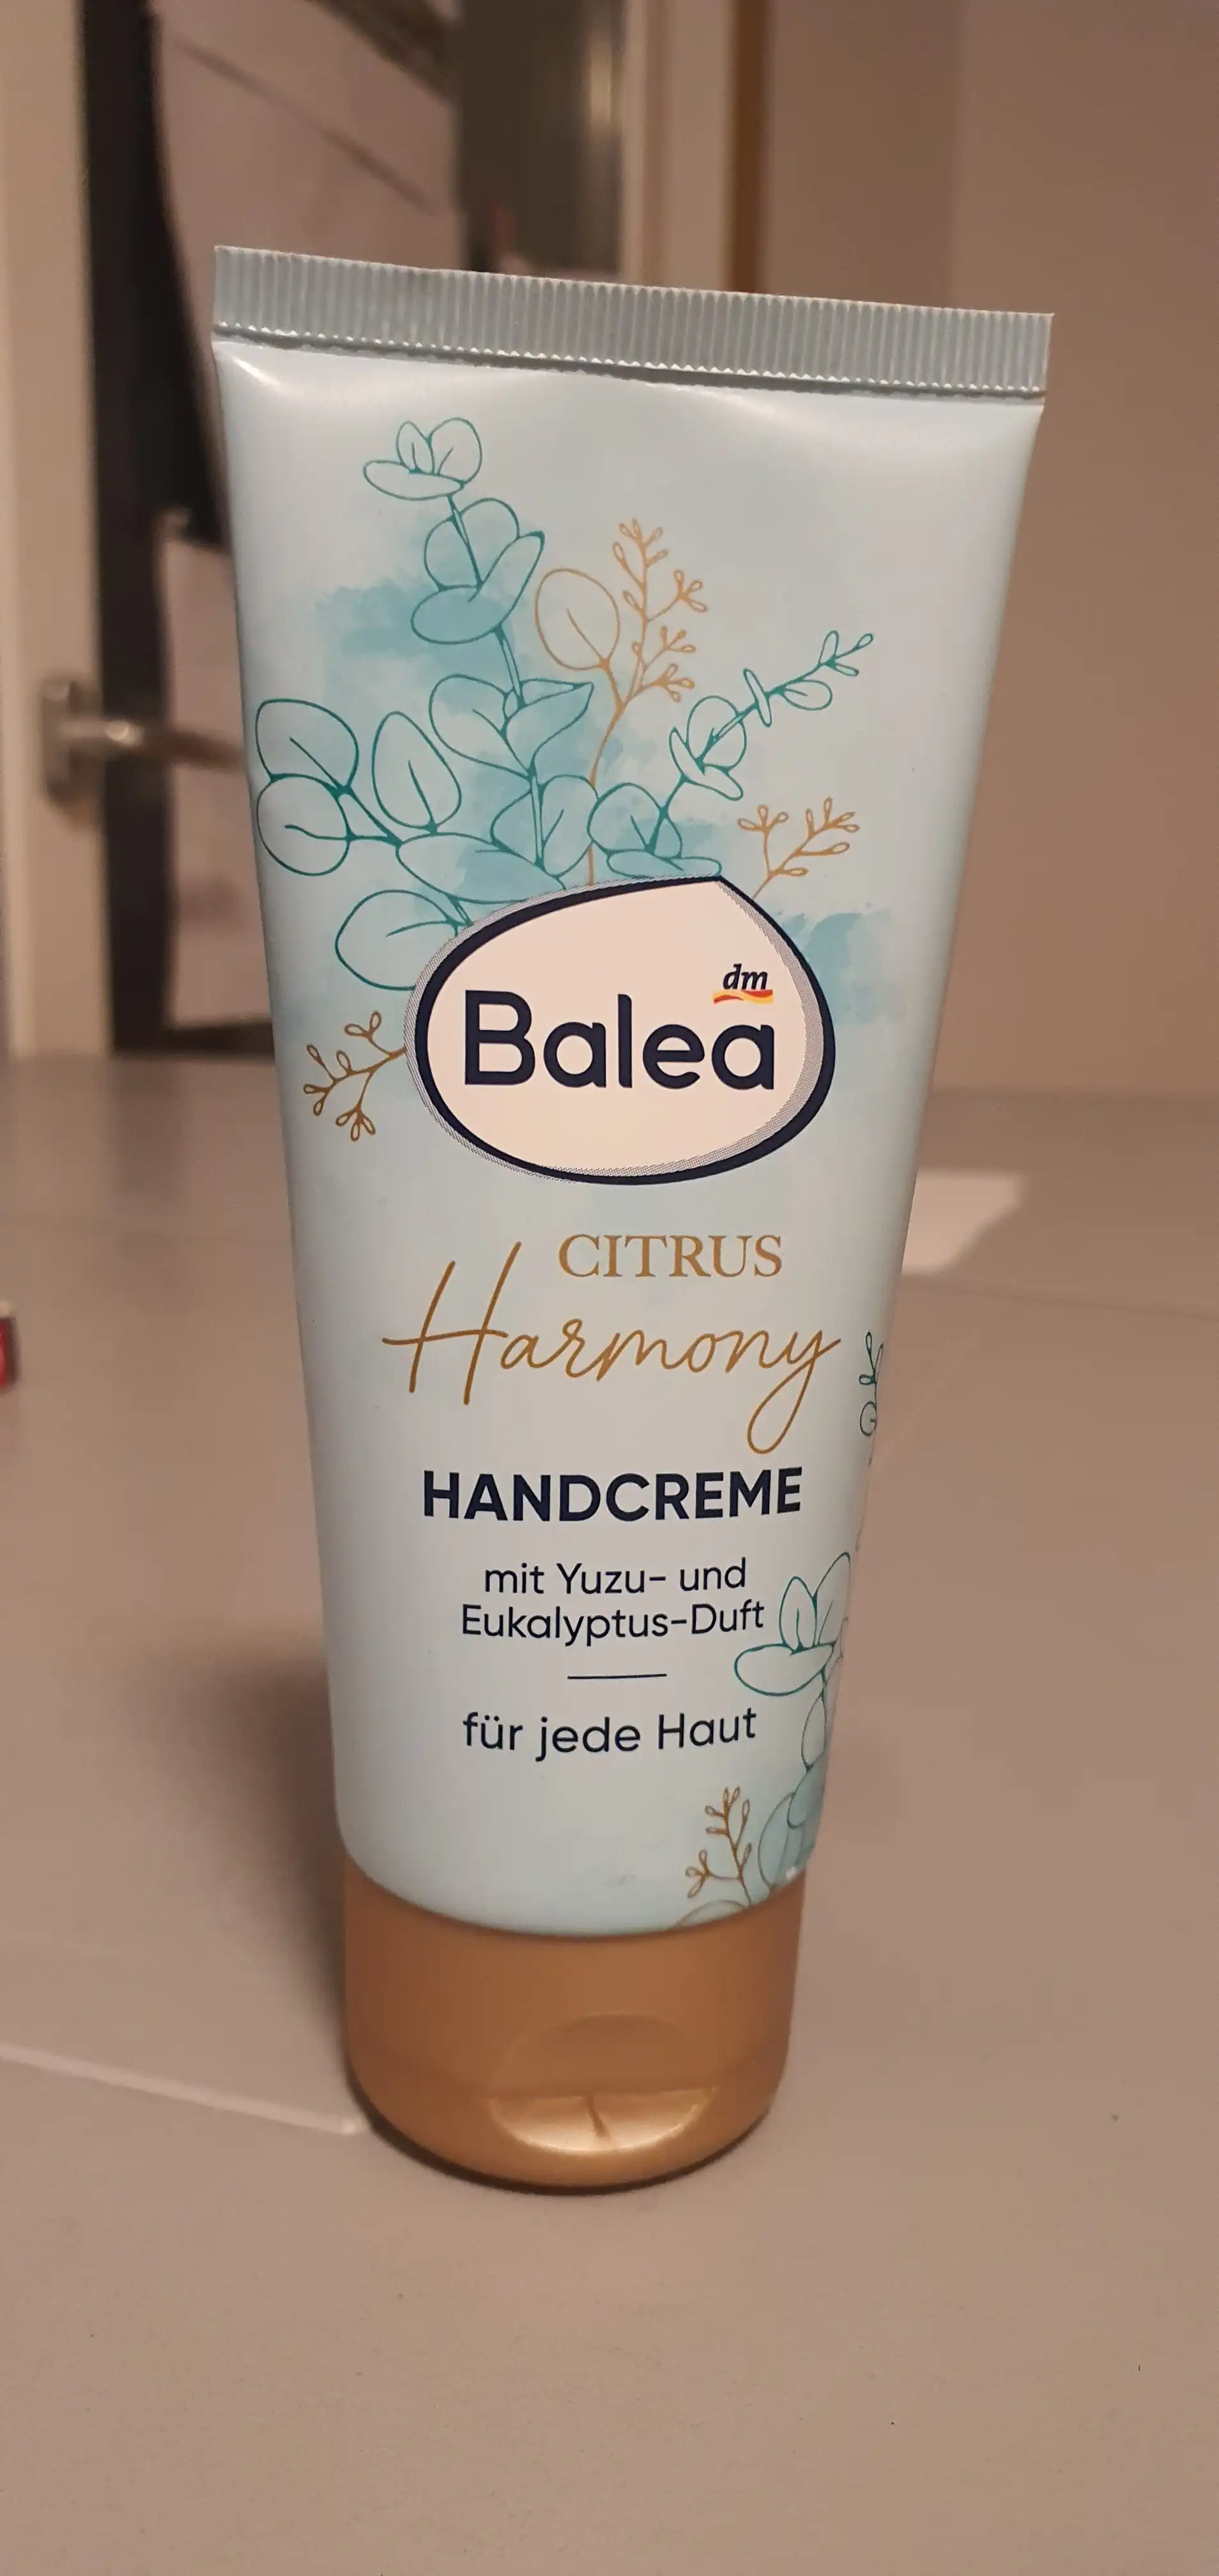 dm
Balea
CITRUS
Harmony
HANDCREME
mit Yuzu- und
Eukalyptus-Duft
für jede Haut